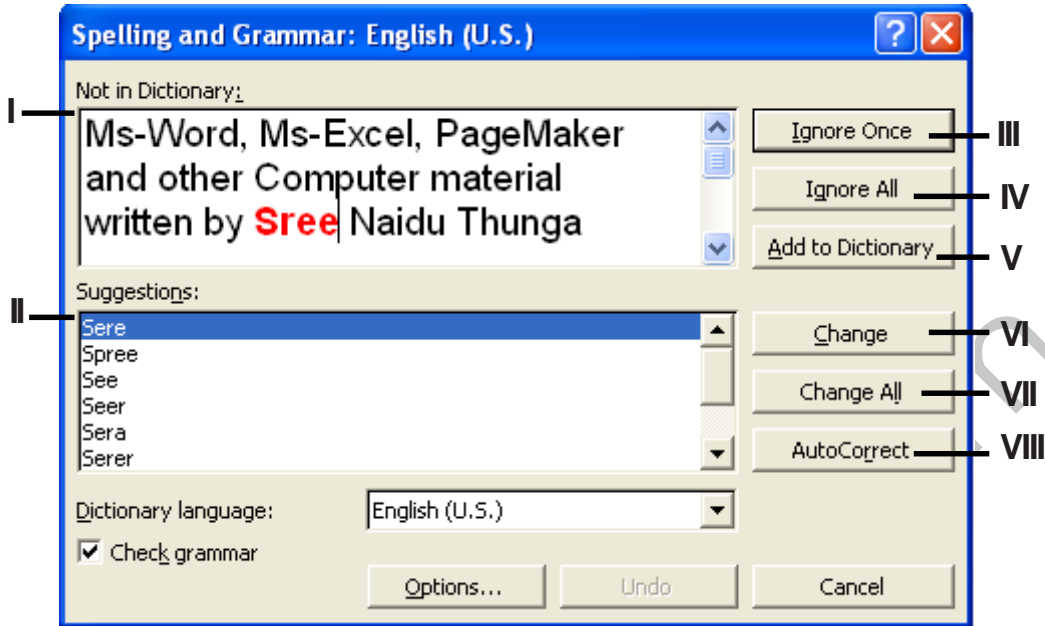 Spelling and Grammar: English (U.S.)
Not in Dictionary:
I
Ms-Word, Ms-Excel, PageMaker
and other Computer material
written by Sree Naidu Thunga
Ignore Once
III
Ignore All
IV
Add to Dictionary
V
Suggestions:
II
Sere
Spree
See
Seer
Sera
Serer
Change
VI
Change All
VII
AutoCorrect
VIII
Dictionary language:
English (U.S.)
Check grammar
Options...
Undo
Cancel